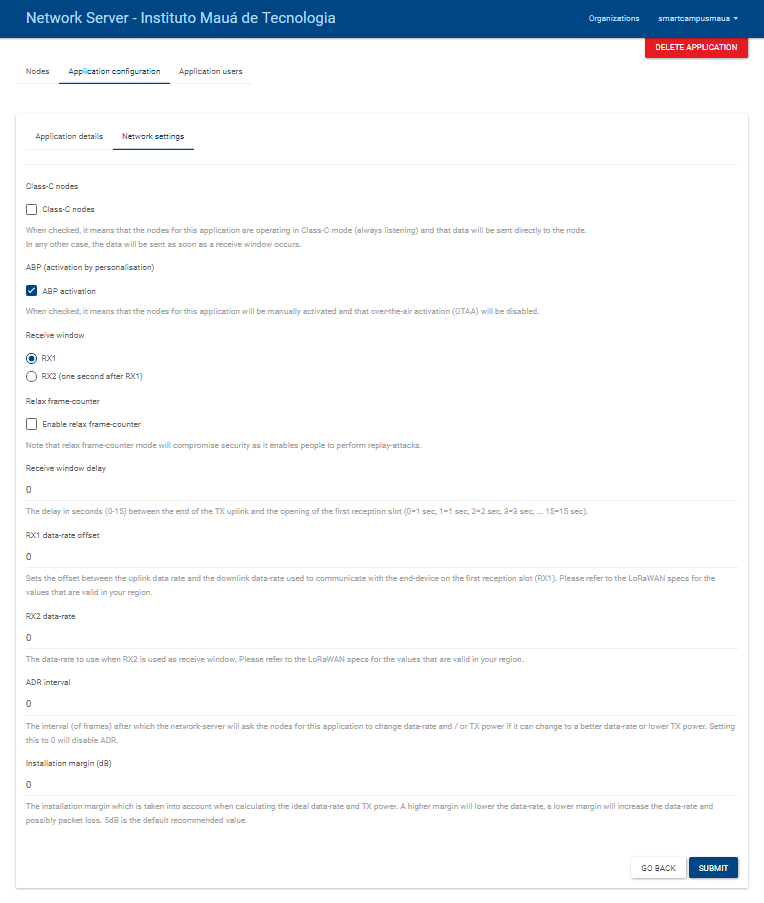 Network Server - Instituto Mauá de Tecnologia
Organizations
smartcampusmaua
DELETE APPLICATION
Nodes
Application configuration
Application users
Application details
Network settings
Class-C nodes
Class-C nodes
When checked, it means that the nodes for this application are operating in Class-C mode (always listening) and that data will be sent directly to the node.
In any other case, the data will be sent as soon as a receive window occurs.
ABP (activation by personalisation)
ABP activation
When checked, it means that the nodes for this application will be manually activated and that over-the-air activation (OTAA) will be disabled.
Receive window
RX1
RX2 (one second after RX1)
Relax frame-counter
Enable relax frame-counter
Note that relax frame-counter mode will compromise security as it enables people to perform replay-attacks.
Receive window delay
0
The delay in seconds (0-15) between the end of the TX uplink and the opening of the first reception slot (0=1 sec, 1=1 sec, 2=2 sec, 3=3 sec, ... 15=15 sec).
RX1 data-rate offset
0
Sets the offset between the uplink data rate and the downlink data-rate used to communicate with the end-device on the first reception slot (RX1). Please refer to the LoRaWAN specs for the
values that are valid in your region.
RX2 data-rate
0
The data-rate to use when RX2 is used as receive window. Please refer to the LoRaWAN specs for the values that are valid in your region.
ADR interval
0
The interval (of frames) after which the network-server will ask the nodes for this application to change data-rate and / or TX power if it can change to a better data-rate or lower TX power. Setting
this to 0 will disable ADR.
Installation margin (dB)
0
The installation margin which is taken into account when calculating the ideal data-rate and TX power. A higher margin will lower the data-rate, a lower margin will increase the data-rate and
possibly packet loss. 5dB is the default recommended value.
GO BACK
SUBMIT